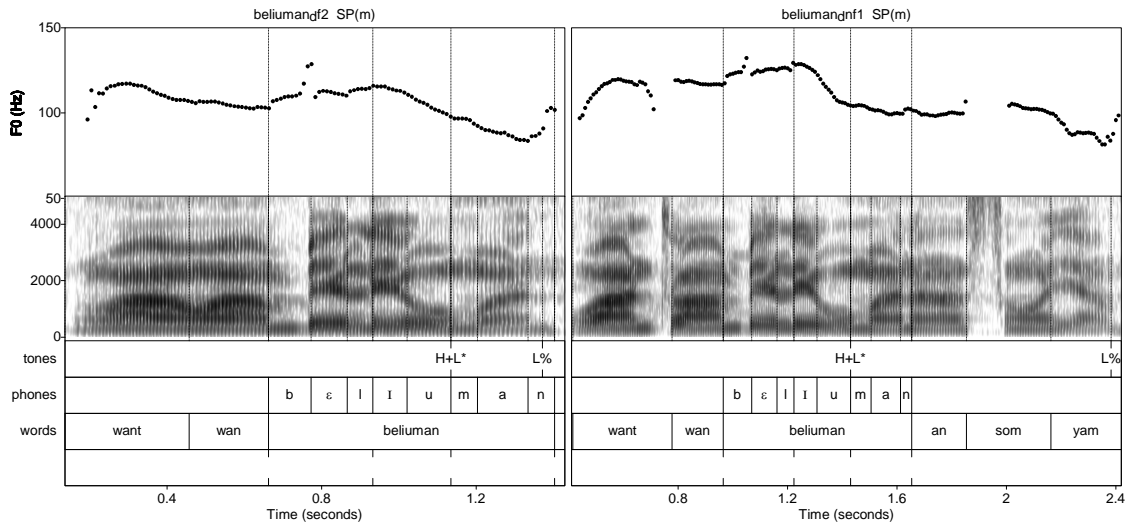 beliumandf2 SP(m) beliumandnf1 SP(m)
150
100
50
F0 (Hz)
4000
2000
0
tones H+L* L% H+L* L%
phones b ε l I u m a n b ε l I u m a n
words want wan beliuman want wan beliuman an som yam
0.4 0.8 1.2 0.8 1.2 1.6 2 2.4
Time (seconds) Time (seconds)